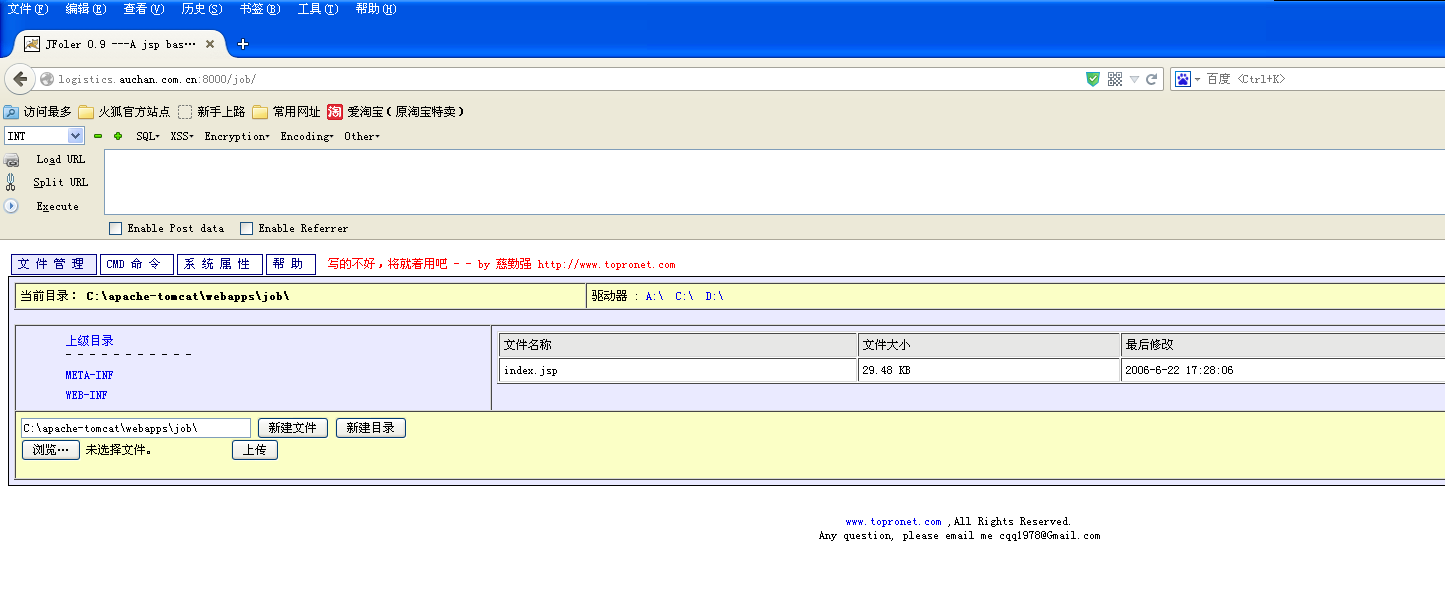 文件(F) 编辑(E) 查看(V) 历史(S) 书签(B) 工具(T) 帮助(H)
JFoler 0.9 ---A jsp bas…
logistics.auchan.com.cn:8000/job/
百度 <Ctrl+K>
访问最多 火狐官方站点 新手上路 常用网址 淘 爱淘宝(原淘宝特卖)
INT SQL XSS Encryption Encoding Other
Load URL
Split URL
Execute
Enable Post data Enable Referrer
文件管理 CMD 命令 系统属性 帮助 写的不好，将就着用吧 - - by 慈勤强 http://www.topronet.com
当前目录： C:\apache-tomcat\webapps\job\ 驱动器 : A:\ C:\ D:\
上级目录
- - - - - - - - - - -
META-INF
WEB-INF
文件名称 文件大小 最后修改
index.jsp 29.48 KB 2006-6-22 17:28:06
C:\apache-tomcat\webapps\job\ 新建文件 新建目录
浏览… 未选择文件。 上传
www.topronet.com ,All Rights Reserved.
Any question, please email me cqq1978@Gmail.com